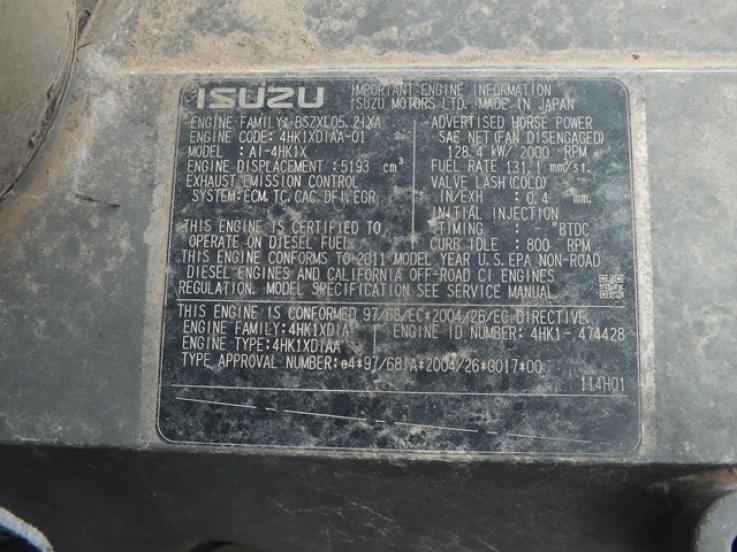 ISUZU
IMPORTANT ENGINE INFORMATION
ISUZU MOTORS LTD. MADE IN JAPAN
ENGINE FAMILY: BSZXL05.2IXA
ENGINE CODE: 4HK1XDIAA-01
MODEL : AI-4HK1X
ENGINE DISPLACEMENT :5193 cm³
EXHAUST EMISSION CONTROL
SYSTEM: ECM, TC, CAC, DFI, EGR
ADVERTISED HORSE POWER
SAE NET (FAN DISENGAGED)
128.4 kW/ 2000 RPM
FUEL RATE 131.1 mm³/st.
VALVE LASH(COLD)
IN/EXH : 0.4 mm.
INITIAL INJECTION
TIMING : - °BTDC
CURB IDLE : 800 RPM
THIS ENGINE IS CERTIFIED TO
OPERATE ON DIESEL FUEL.
THIS ENGINE CONFORMS TO 2011 MODEL YEAR U.S. EPA NON-ROAD
DIESEL ENGINES AND CALIFORNIA OFF-ROAD CI ENGINES
REGULATION. MODEL SPECIFICATION SEE SERVICE MANUAL.
THIS ENGINE IS CONFORMED 97/68/EC*2004/26/EC DIRECTIVE.
ENGINE FAMILY:4HK1XDIA
ENGINE TYPE:4HK1XDIAA
ENGINE ID NUMBER: 4HK1- 474428
TYPE APPROVAL NUMBER: e4*97/68IA*2004/26*0017*00
114H01